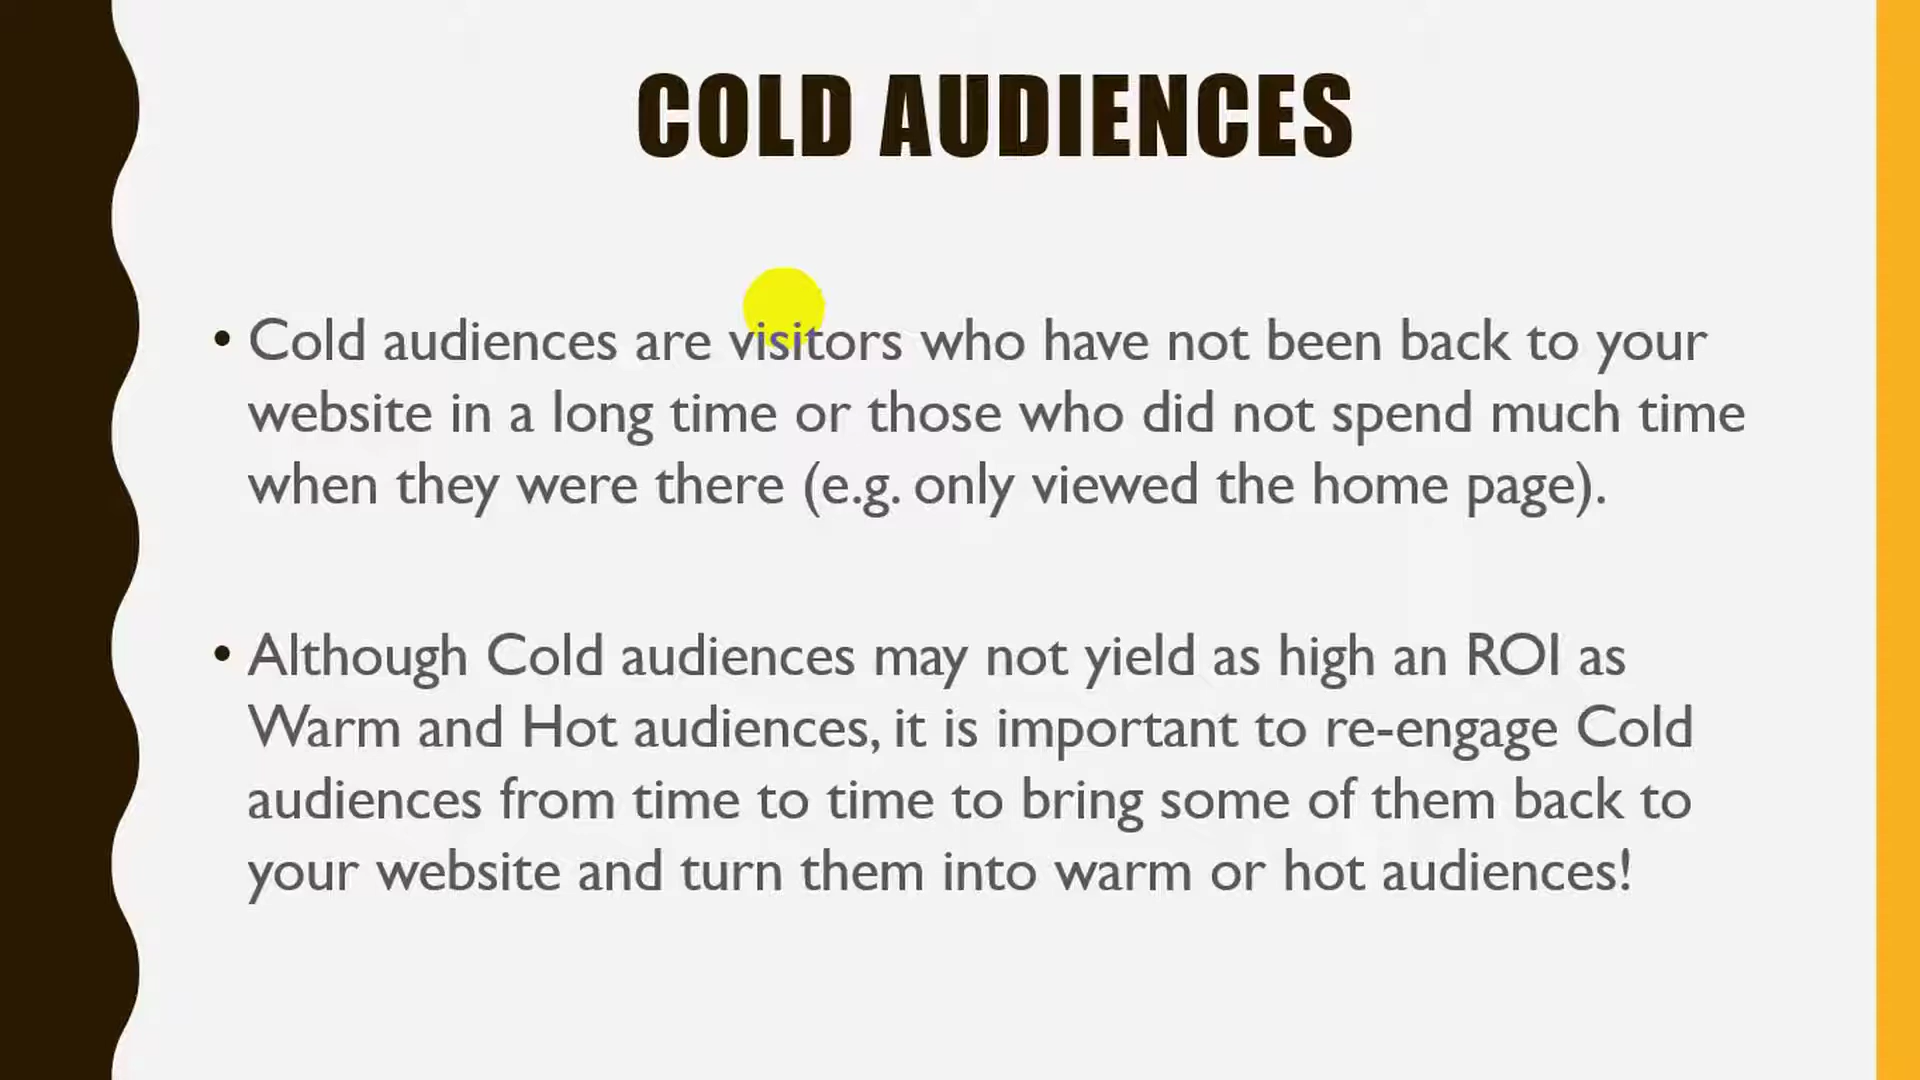 COLD AUDIENCES
• Cold audiences are visitors who have not been back to your
website in a long time or those who did not spend much time
when they were there (e.g. only viewed the home page).
• Although Cold audiences may not yield as high an ROI as
Warm and Hot audiences, it is important to re-engage Cold
audiences from time to time to bring some of them back to
your website and turn them into warm or hot audiences!